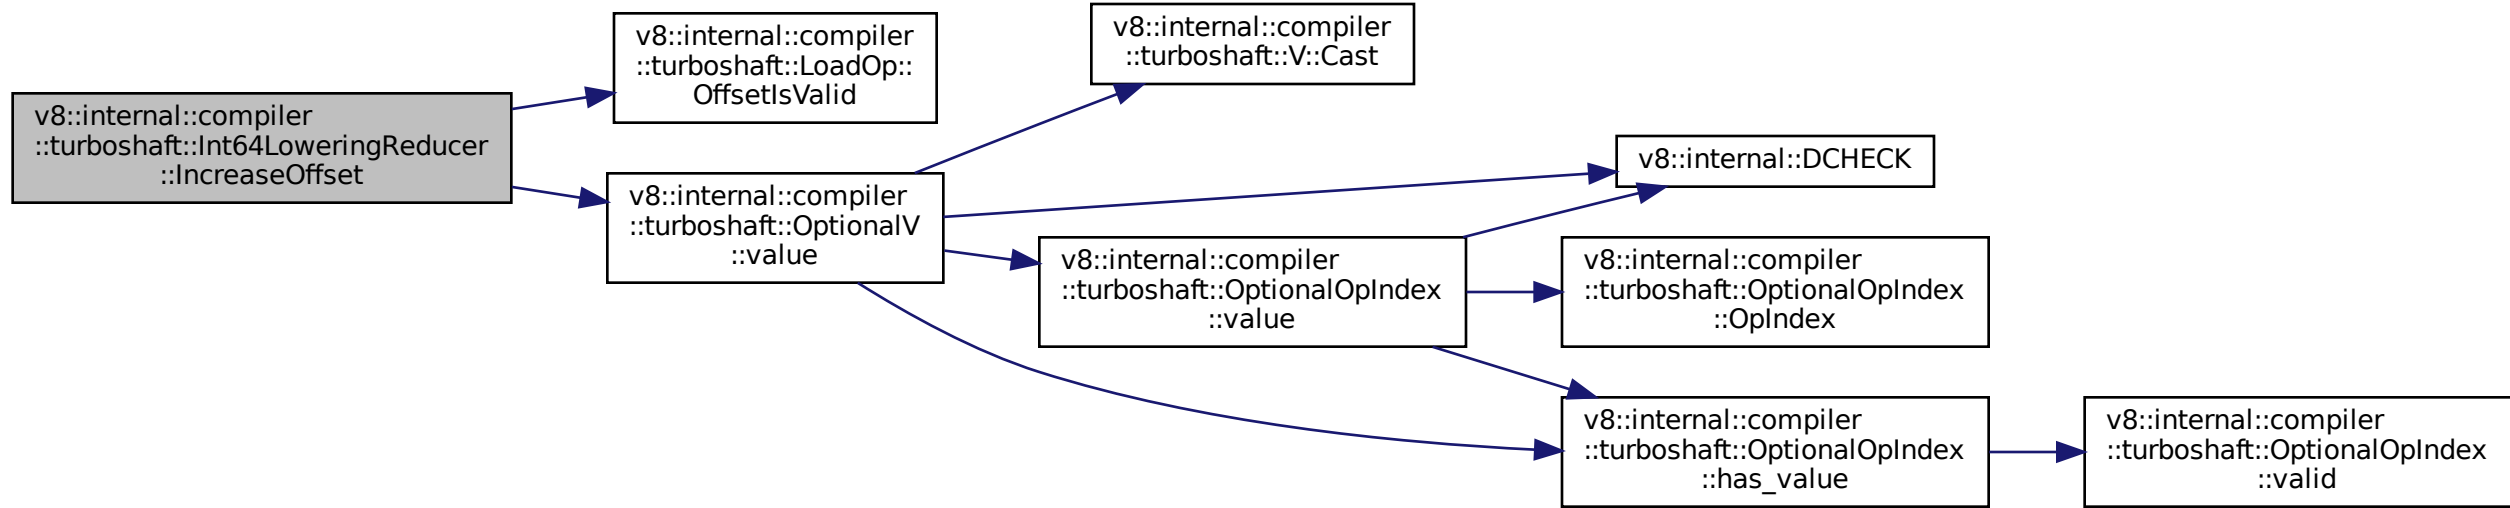 v8::internal::compiler
::turboshaft::Int64LoweringReducer
::IncreaseOffset
v8::internal::compiler
::turboshaft::LoadOp::
OffsetIsValid
v8::internal::compiler
::turboshaft::OptionalV
::value
v8::internal::compiler
::turboshaft::V::Cast
v8::internal::DCHECK
v8::internal::compiler
::turboshaft::OptionalOpIndex
::value
v8::internal::compiler
::turboshaft::OptionalOpIndex
::OpIndex
v8::internal::compiler
::turboshaft::OptionalOpIndex
::has_value
v8::internal::compiler
::turboshaft::OptionalOpIndex
::valid